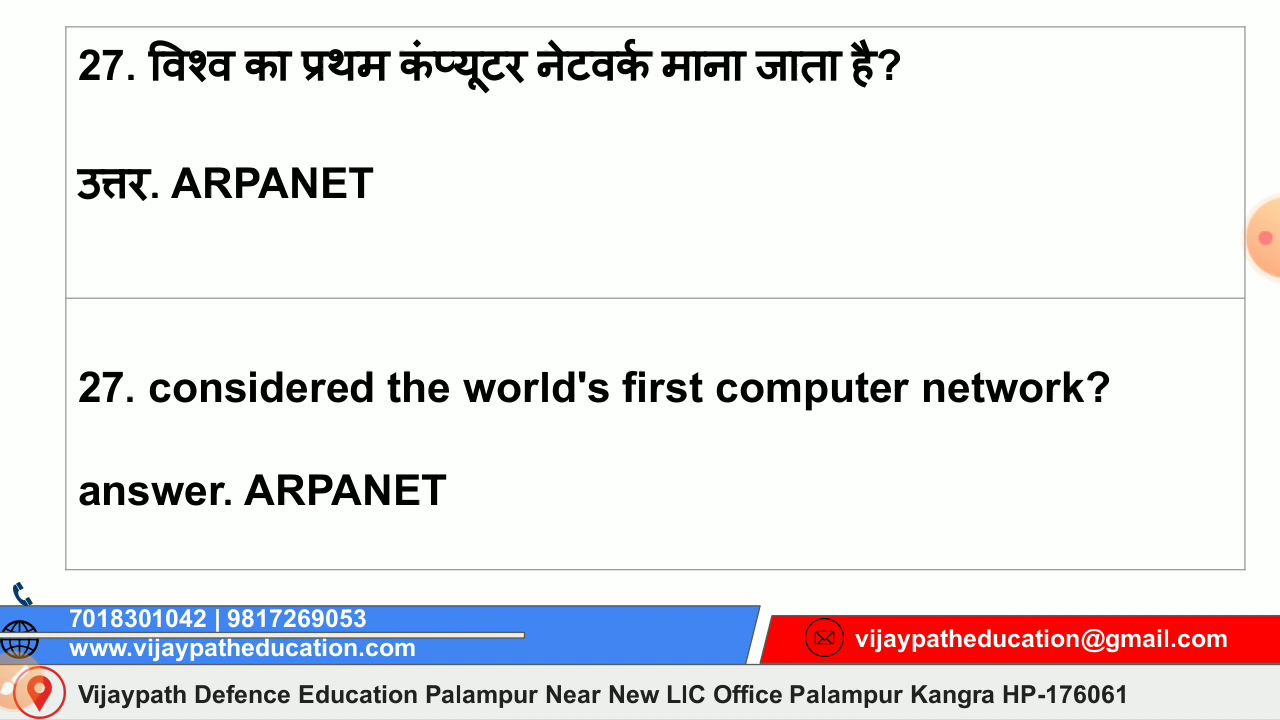 27. विश्व का प्रथम कंप्यूटर नेटवर्क माना जाता है?
उत्तर. ARPANET
27. considered the world's first computer network?
answer. ARPANET
7018301042 | 9817269053
www.vijaypatheducation.com
vijaypatheducation@gmail.com
Vijaypath Defence Education Palampur Near New LIC Office Palampur Kangra HP-176061